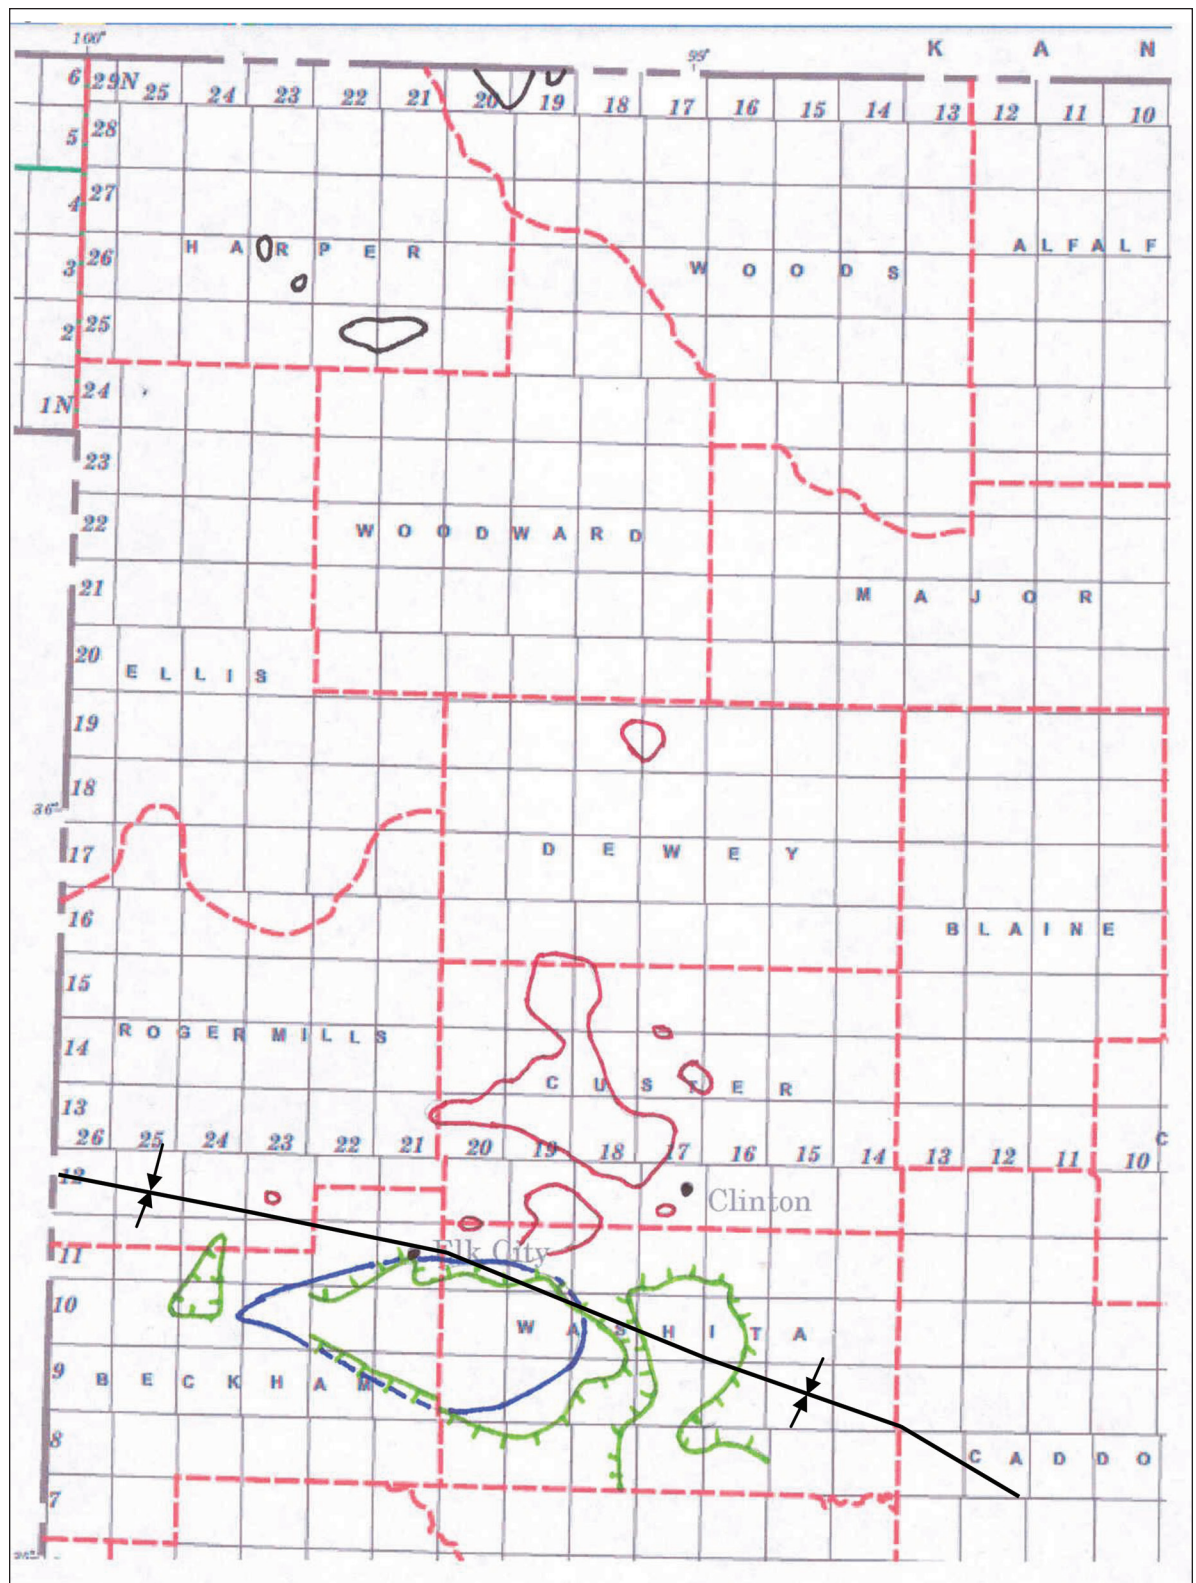 100°
99°
K A N
6 29N 25 24 23 22 21 20 19 18 17 16 15 14 13 12 11 10
5 28
4 27
H A R P E R
W O O D S
A L F A L F
3 26
2 25
24
1N
23
22
W O O D W A R D
21
M A J O R
20
E L L I S
19
18
36°
17
D E W E Y
16
B L A I N E
15
R O G E R M I L L S
14
C U S T E R
13
C
26 25 24 23 22 21 20 19 18 17 16 15 14 13 12 11 10
12
Clinton
11
Elk City
10
W A S H I T A
9
B E C K H A M
8
C A D D O
7